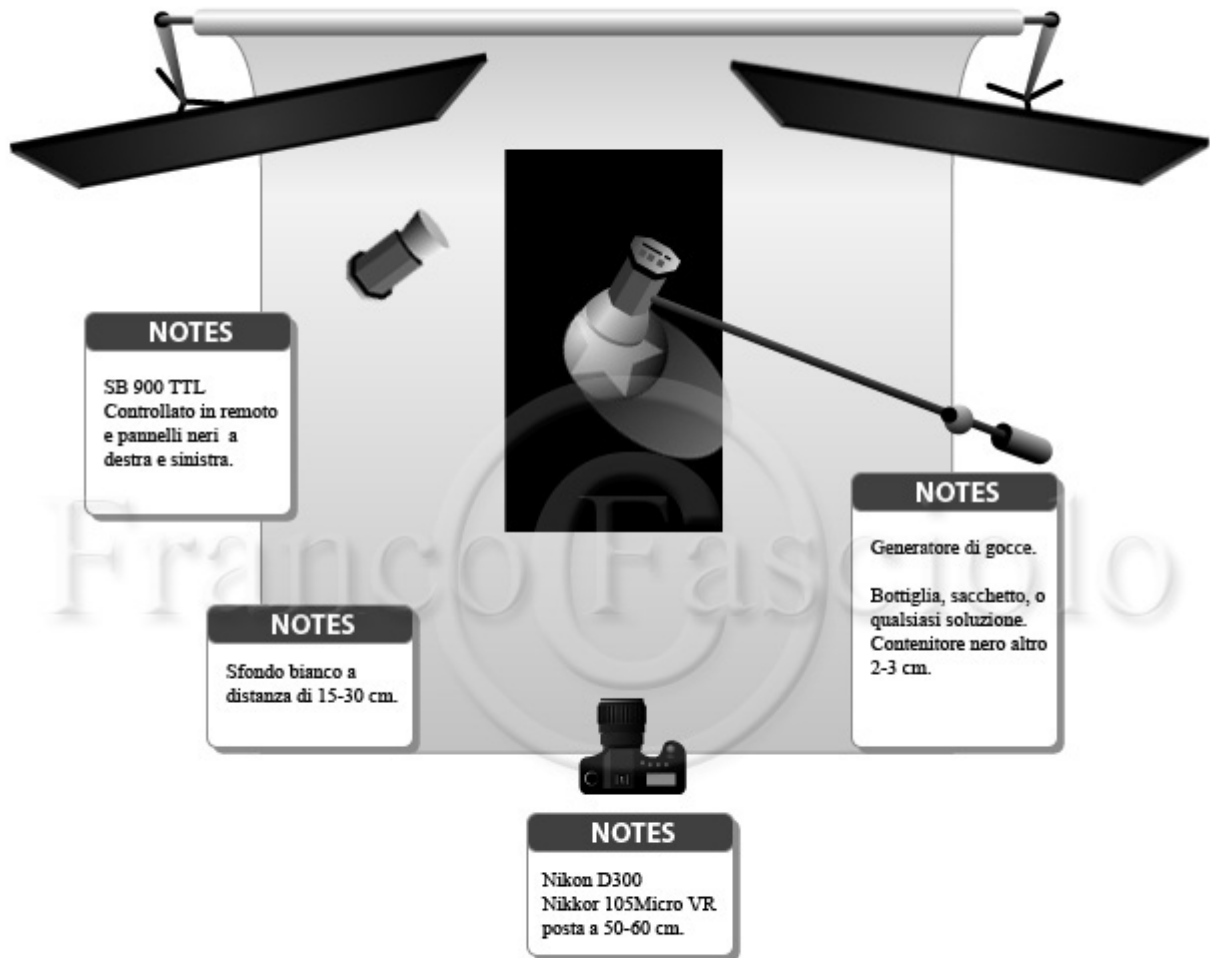 NOTES
SB 900 TTL
Controllato in remoto
e pannelli neri a
destra e sinistra.
NOTES
Generatore di gocce.
Bottiglia, sacchetto, o
qualsiasi soluzione.
Contenitore nero altro
2-3 cm.
Franco Fasciolo
©
NOTES
Sfondo bianco a
distanza di 15-30 cm.
NOTES
Nikon D300
Nikkor 105Micro VR
posta a 50-60 cm.